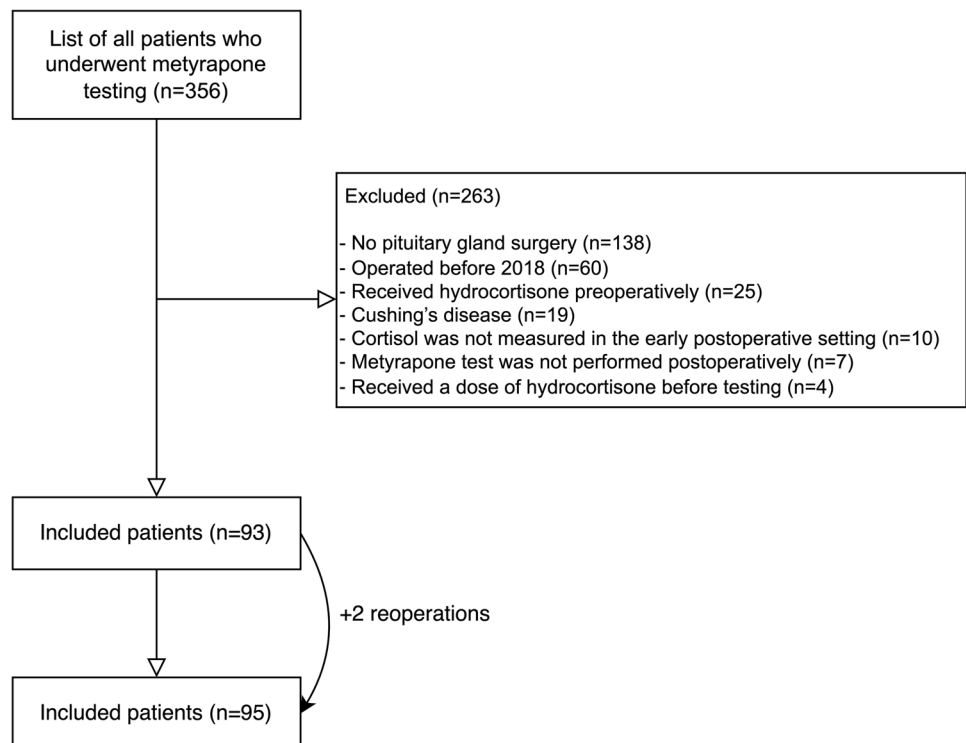 List of all patients who
underwent metyrapone
testing (n=356)
Excluded (n=263)
- No pituitary gland surgery (n=138)
- Operated before 2018 (n=60)
- Received hydrocortisone preoperatively (n=25)
- Cushing's disease (n=19)
- Cortisol was not measured in the early postoperative setting (n=10)
- Metyrapone test was not performed postoperatively (n=7)
- Received a dose of hydrocortisone before testing (n=4)
Included patients (n=93)
+2 reoperations
Included patients (n=95)